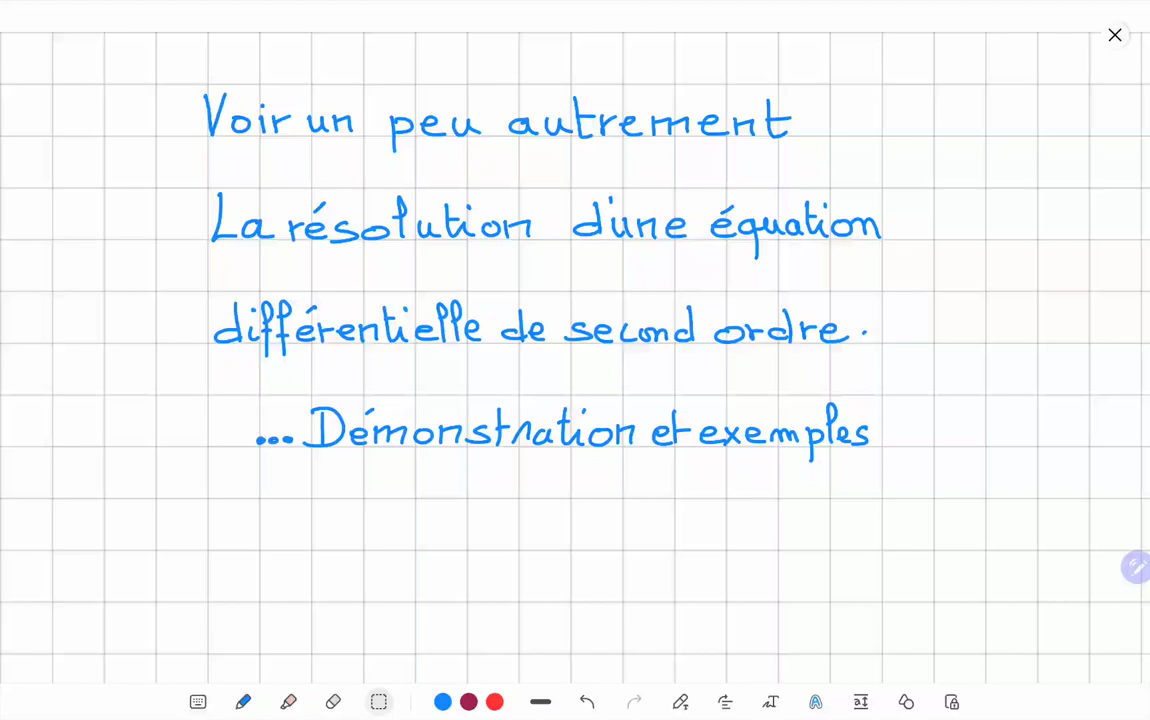 Voir un peu autrement
La résolution d'une équation
différentielle de second ordre.
... Démonstration et exemples